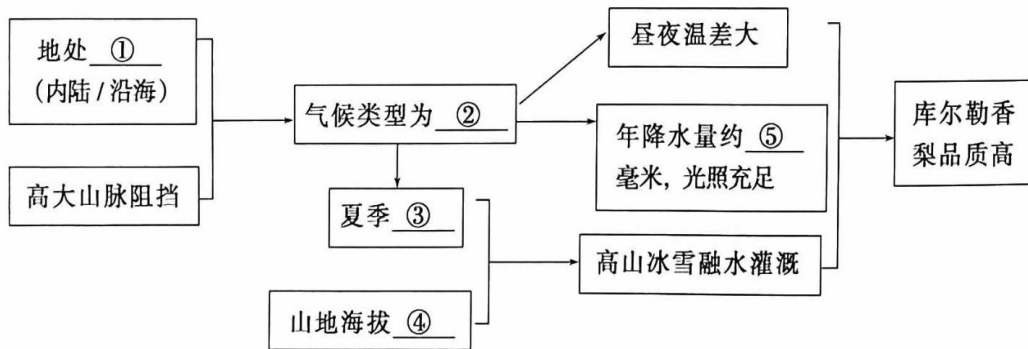 地处 ①
（内陆/沿海）
高大山脉阻挡
气候类型为 ②
夏季 ③
山地海拔 ④
昼夜温差大
年降水量约 ⑤
毫米，光照充足
高山冰雪融水灌溉
库尔勒香
梨品质高